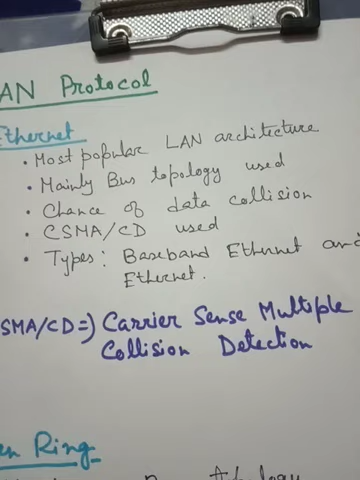 AN Protocol
Ethernet
• Most popular LAN architecture
• Mainly Bus topology used
• Chance of data collision
• CSMA/CD used
• Types: Baseband Ethernet and
Ethernet.
SMA/CD => Carrier Sense Multiple
Collision Detection
en Ring